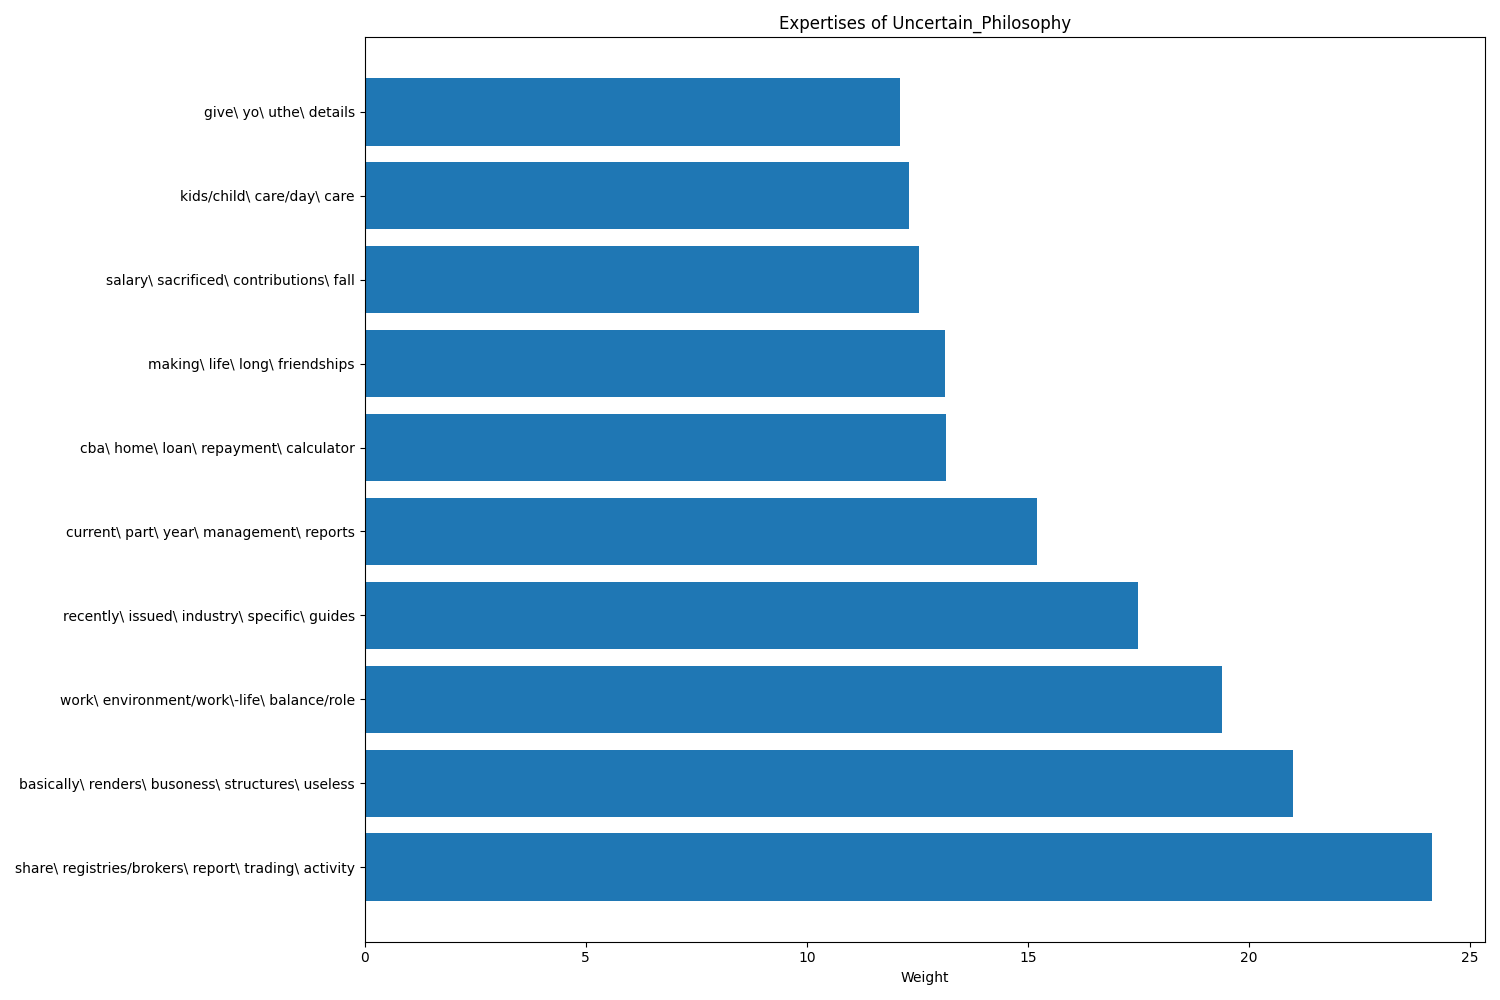 Expertises of Uncertain_Philosophy
give\ yo\ uthe\ details
kids/child\ care/day\ care
salary\ sacrificed\ contributions\ fall
making\ life\ long\ friendships
cba\ home\ loan\ repayment\ calculator
current\ part\ year\ management\ reports
recently\ issued\ industry\ specific\ guides
work\ environment/work\-life\ balance/role
basically\ renders\ busoness\ structures\ useless
share\ registries/brokers\ report\ trading\ activity
0 5 10 15 20 25
Weight